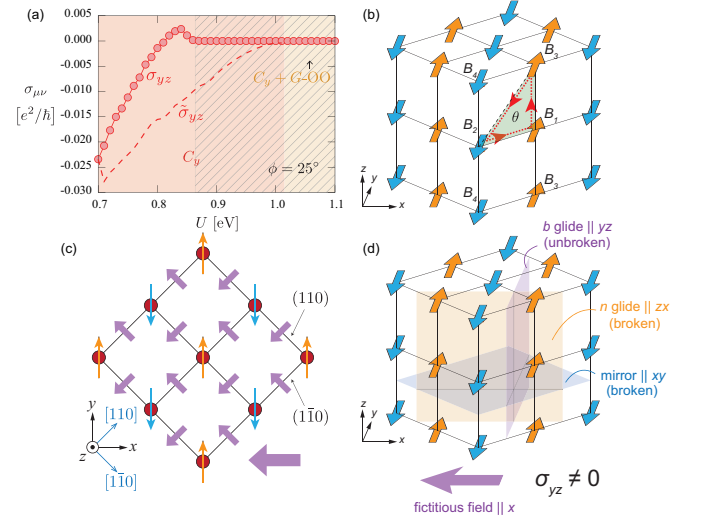 (a)
0.005
0.000
-0.005
-0.010
-0.015
-0.020
-0.025
-0.030
σμν
[e²/ħ]
σyz
σ̃yz
Cy
Cy + G-OO
ϕ = 25°
0.7 0.8 0.9 1.0 1.1
U [eV]
(b)
B3
B4
B2
θ
B1
B4
B3
z
y
x
(c)
(110)
(11̄0)
y
[110]
z
x
[11̄0]
(d)
b glide || yz
(unbroken)
n glide || zx
(broken)
mirror || xy
(broken)
z
y
x
fictitious field || x
σyz ≠ 0